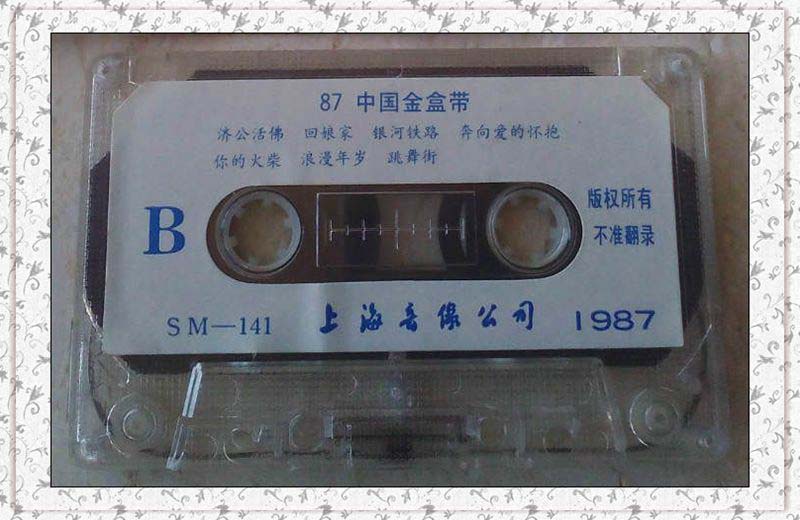 87 中国金盒带
济公活佛 回娘家 银河铁路 奔向爱的怀抱
你的火柴 浪漫年岁 跳舞街
B
版权所有
不准翻录
SM—141 上海音像公司 1987